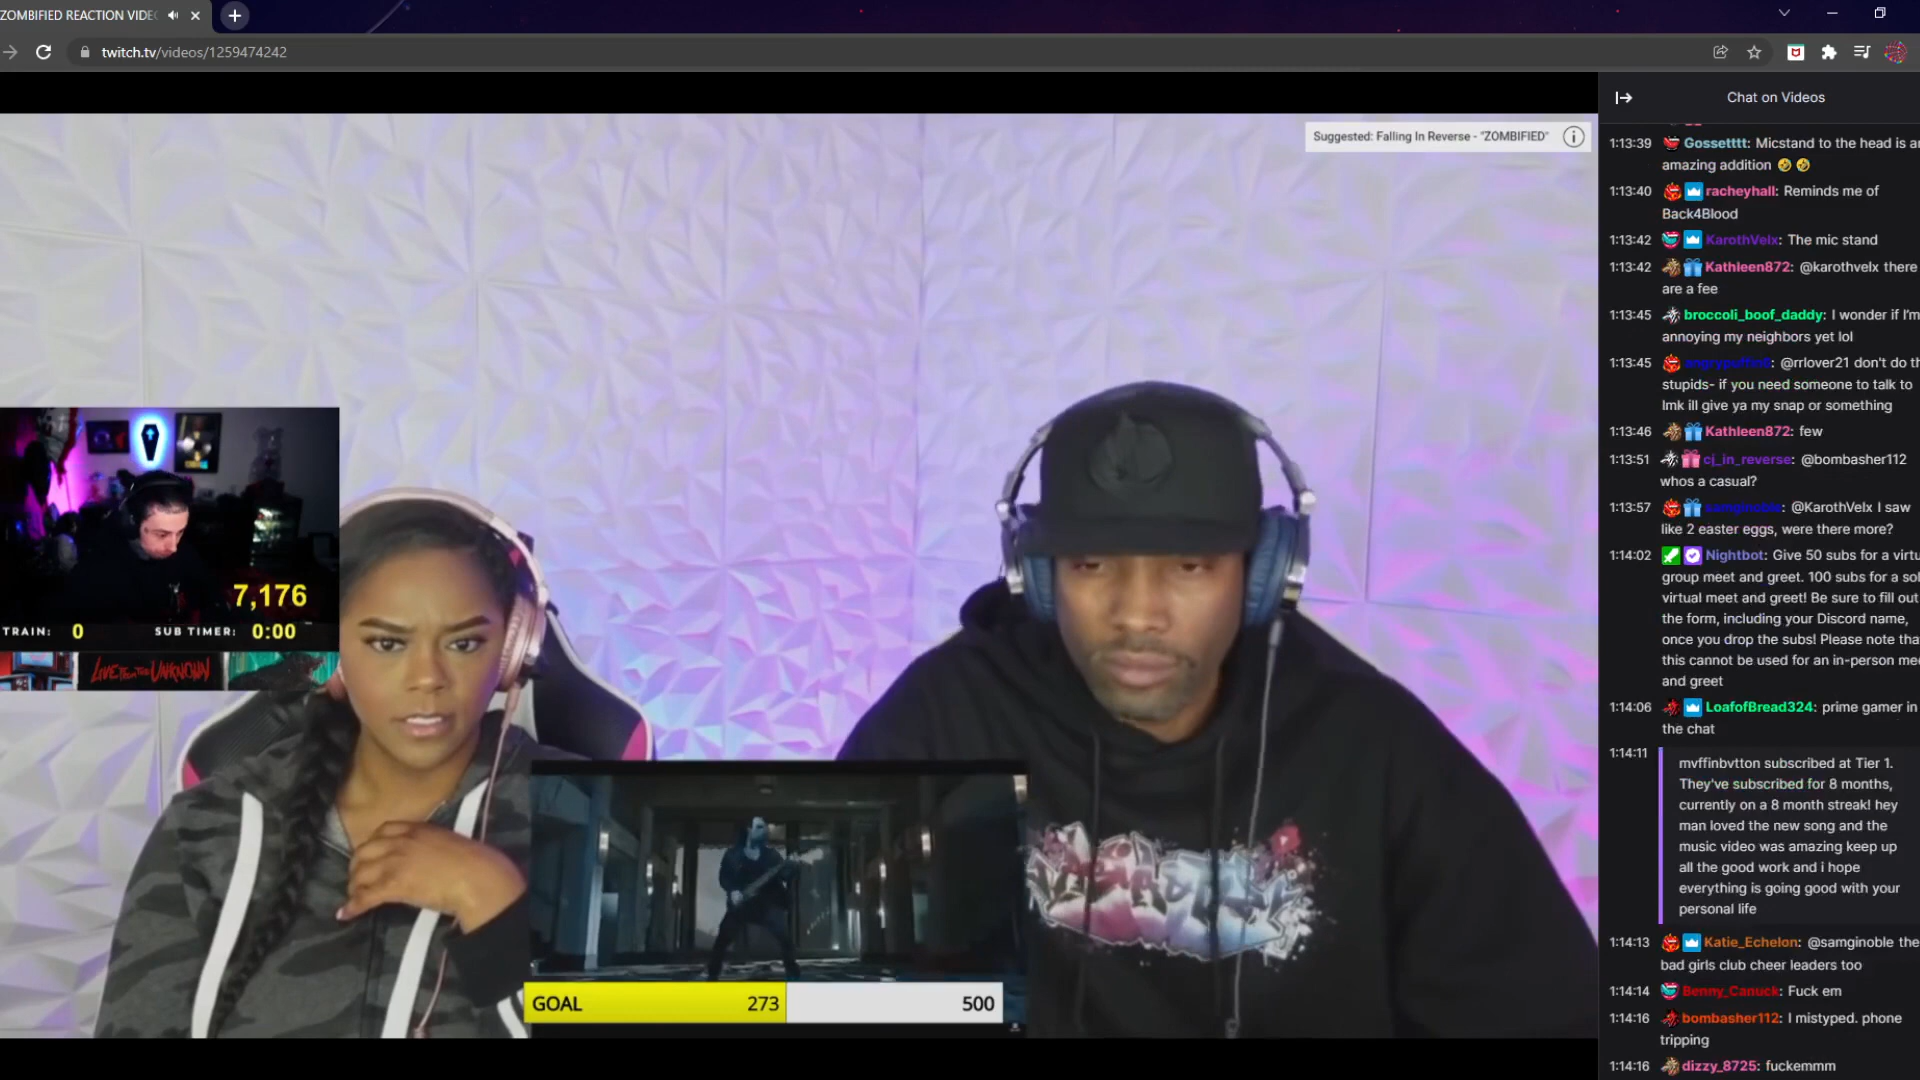 ZOMBIFIED REACTION VIDE
twitch.tv/videos/1259474242
Suggested: Falling In Reverse - "ZOMBIFIED"
7,176
TRAIN: 0 SUB TIMER: 0:00
LIVE FROM THE UNKNOWN
GOAL 273 500
Chat on Videos
1:13:39 Gossetttt: Micstand to the head is an
amazing addition 🤣 🤣
1:13:40 racheyhall: Reminds me of
Back4Blood
1:13:42 KarothVelx: The mic stand
1:13:42 Kathleen872: @karothvelx there
are a fee
1:13:45 broccoli_boof_daddy: I wonder if I'm
annoying my neighbors yet lol
1:13:45 @rrlover21 don't do th
stupids- if you need someone to talk to
lmk ill give ya my snap or something
1:13:46 Kathleen872: few
1:13:51 cj_in_reverse: @bombasher112
whos a casual?
1:13:57 samginoble: @KarothVelx I saw
like 2 easter eggs, were there more?
1:14:02 Nightbot: Give 50 subs for a virtu
group meet and greet. 100 subs for a sol
virtual meet and greet! Be sure to fill out
the form, including your Discord name,
once you drop the subs! Please note tha
this cannot be used for an in-person mee
and greet
1:14:06 LoafofBread324: prime gamer in
the chat
1:14:11 mvffinbvtton subscribed at Tier 1.
They've subscribed for 8 months,
currently on a 8 month streak! hey
man loved the new song and the
music video was amazing keep up
all the good work and i hope
everything is going good with your
personal life
1:14:13 Katie_Echelon: @samginoble the
bad girls club cheer leaders too
1:14:14 Benny_Canuck: Fuck em
1:14:16 bombasher112: I mistyped. phone
tripping
1:14:16 dizzy_8725: fuckemmm